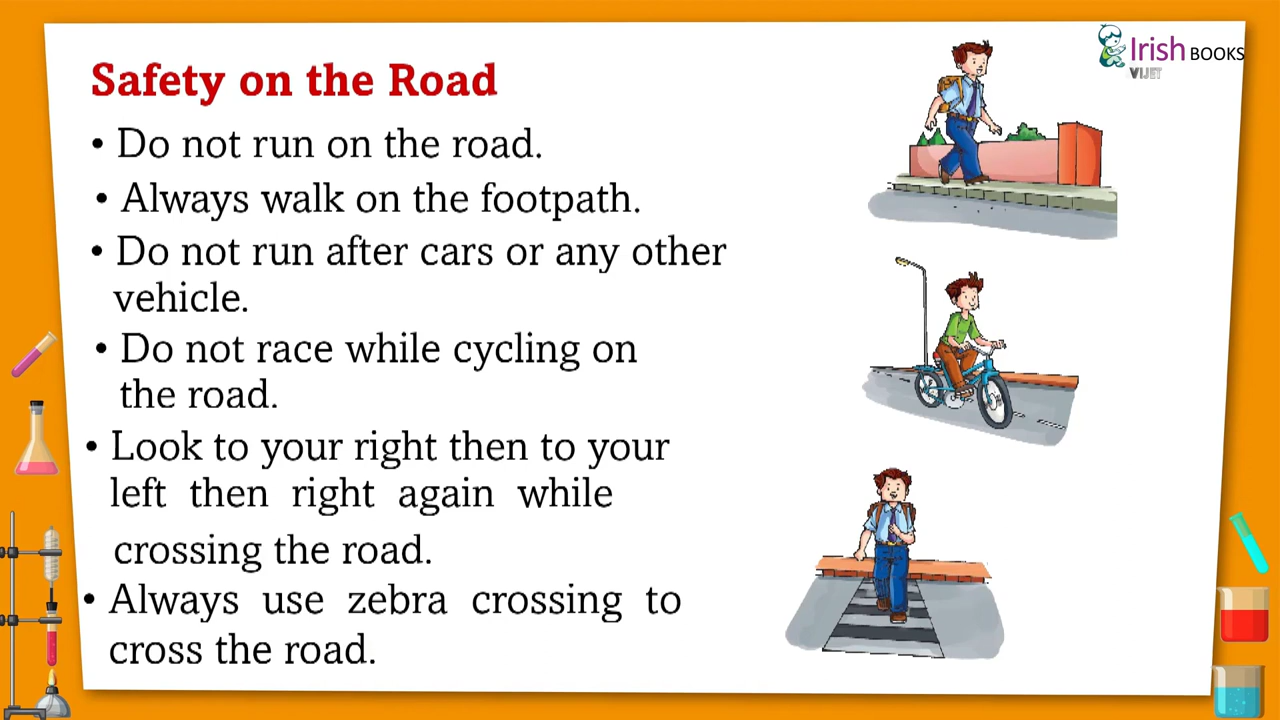 Irish BOOKS
VIJET
Safety on the Road
• Do not run on the road.
• Always walk on the footpath.
• Do not run after cars or any other
vehicle.
• Do not race while cycling on
the road.
• Look to your right then to your
left then right again while
crossing the road.
• Always use zebra crossing to
cross the road.